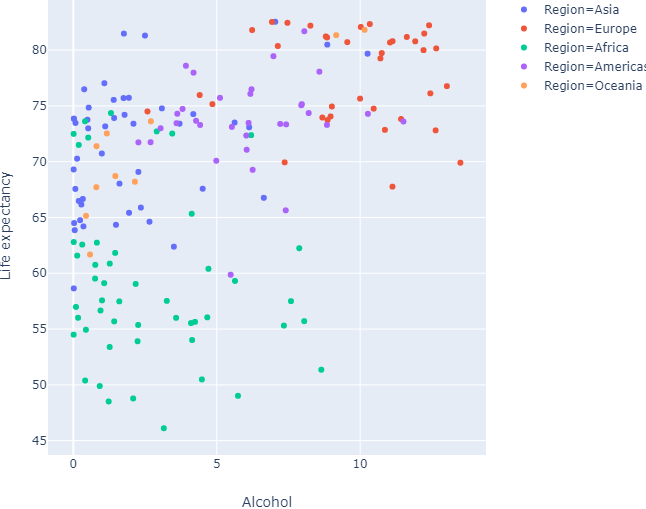 Region=Asia
Region=Europe
Region=Africa
Region=Americas
Region=Oceania
80
75
70
65
60
55
50
45
Life expectancy
0
5
10
Alcohol